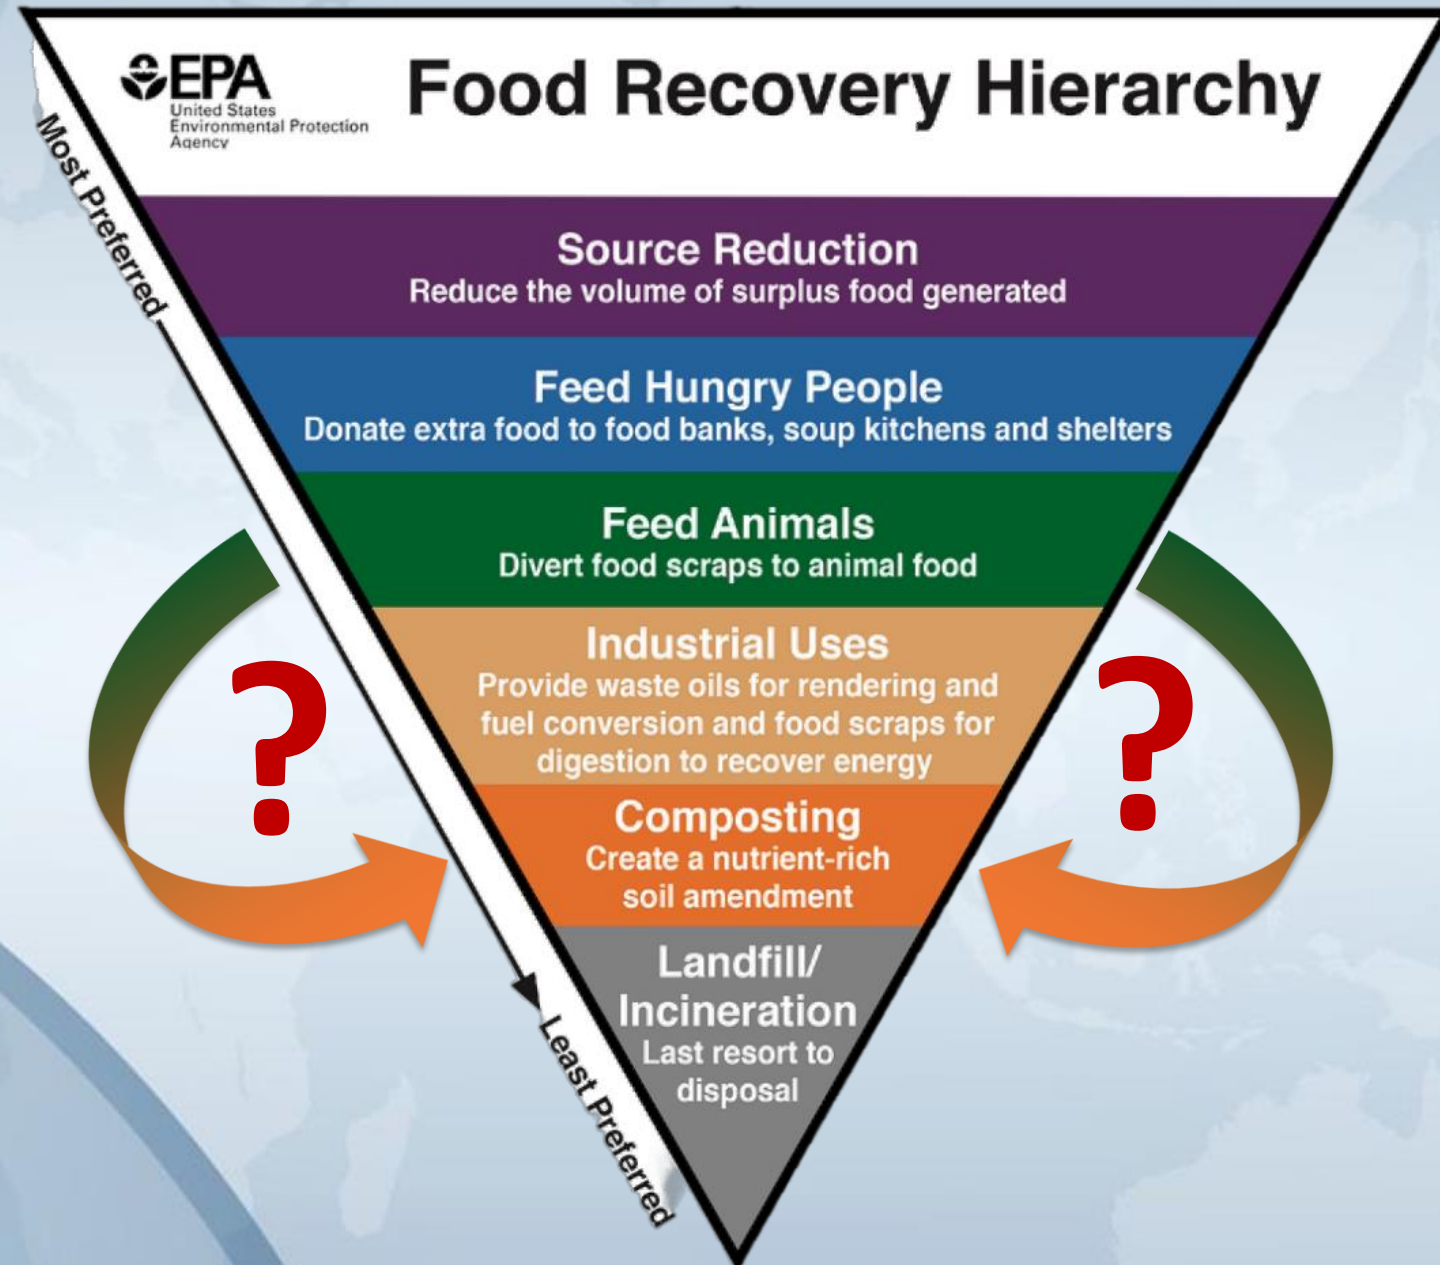 EPA
United States
Environmental Protection
Agency
Food Recovery Hierarchy
Most Preferred
Source Reduction
Reduce the volume of surplus food generated
Feed Hungry People
Donate extra food to food banks, soup kitchens and shelters
Feed Animals
Divert food scraps to animal food
Industrial Uses
Provide waste oils for rendering and
fuel conversion and food scraps for
digestion to recover energy
?
?
Composting
Create a nutrient-rich
soil amendment
Landfill/
Incineration
Last resort to
disposal
Least Preferred